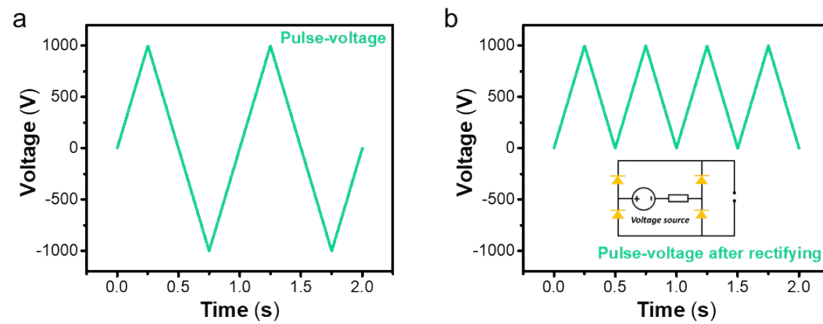 a
Pulse-voltage
1000
500
0
-500
-1000
Voltage (V)
0.0 0.5 1.0 1.5 2.0
Time (s)
b
1000
500
0
-500
-1000
Voltage (V)
+ -
Voltage source
Pulse-voltage after rectifying
0.0 0.5 1.0 1.5 2.0
Time (s)